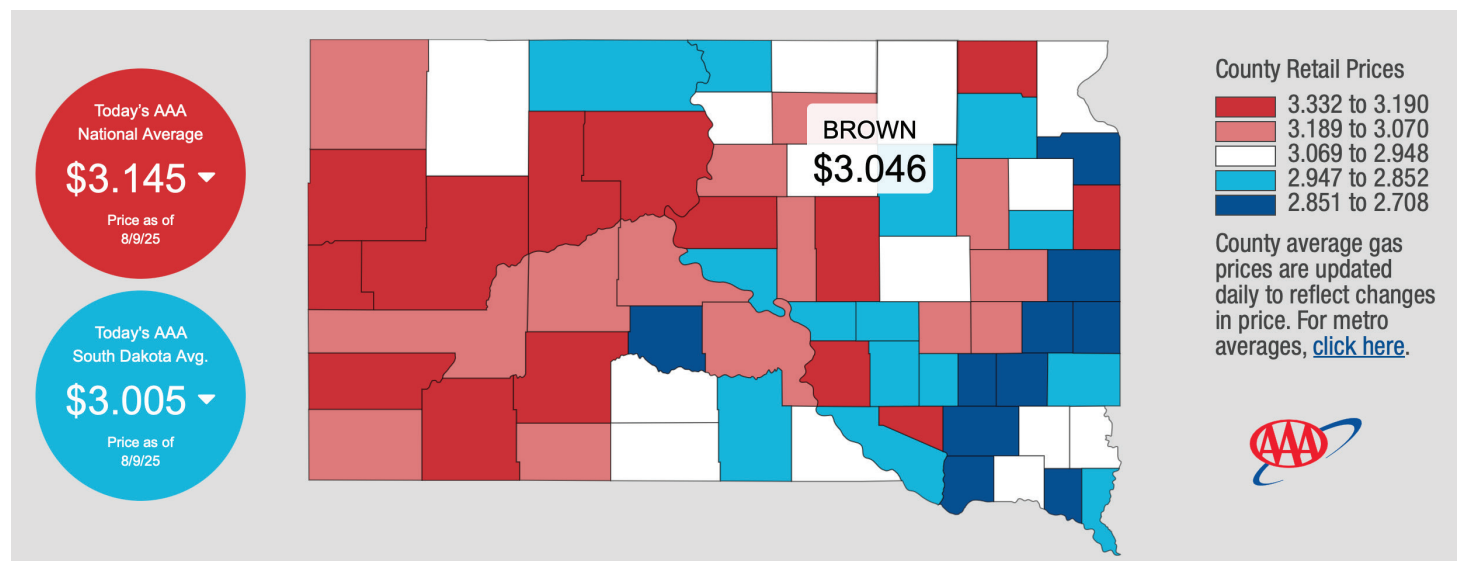 Today's AAA
National Average
$3.145
Price as of
8/9/25
Today's AAA
South Dakota Avg.
$3.005
Price as of
8/9/25
BROWN
$3.046
County Retail Prices
3.332 to 3.190
3.189 to 3.070
3.069 to 2.948
2.947 to 2.852
2.851 to 2.708
County average gas
prices are updated
daily to reflect changes
in price. For metro
averages, click here.
AAA